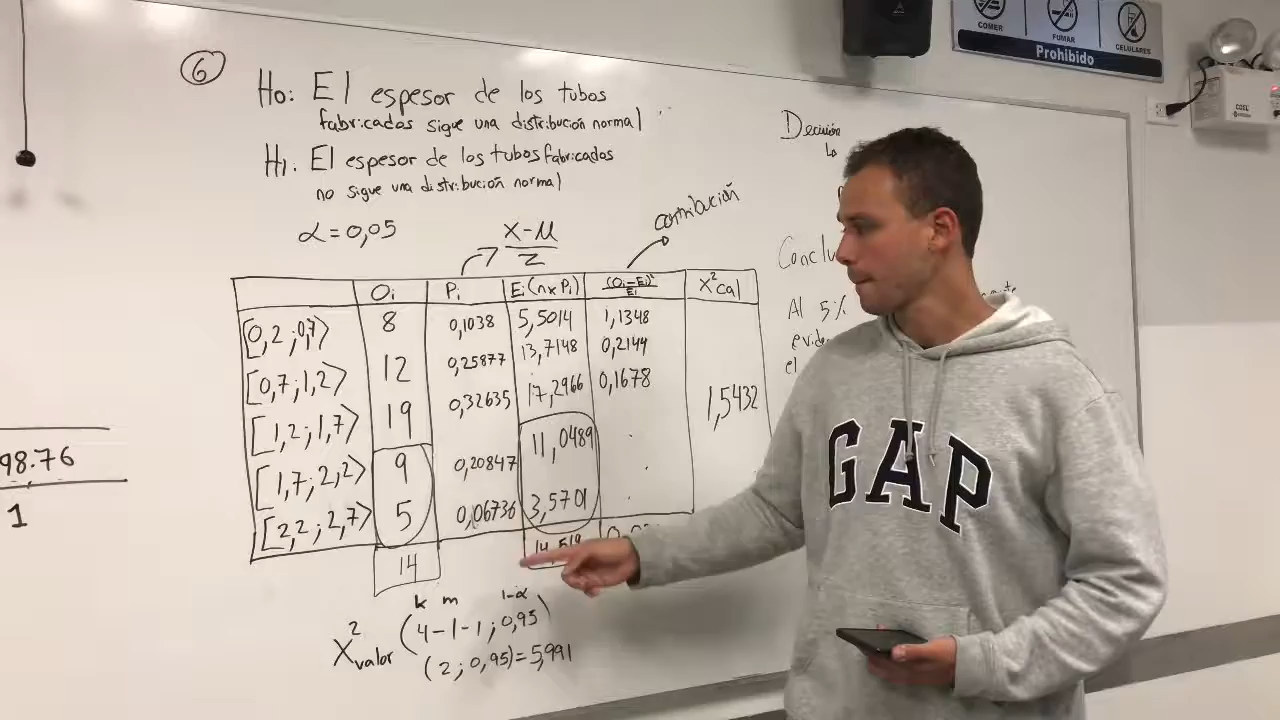 6
Ho: El espesor de los tubos
fabricados sigue una distribución normal
H1: El espesor de los tubos fabricados
no sigue una distribución normal
α = 0,05
X-μ
Z
contribución
Oi Pi Ei (n x Pi) (Oi-Ei)²/Ei X²cal
[0,2 ; 0,7⟩ 8 0,1038 5,5014 1,1348
[0,7 ; 1,2⟩ 12 0,25877 13,7148 0,2144
[1,2 ; 1,7⟩ 19 0,32635 17,2966 0,1678 1,5432
[1,7 ; 2,2⟩ 9 0,20847 11,0489
[2,2 ; 2,7⟩ 5 0,06736 3,5701
14
k m 1-α
X²valor (4-1-1 ; 0,95)
(2 ; 0,95) = 5,991
Decisión
Al 5%
el
98.76
1
COMER
FUMAR
CELULARES
Prohibido
GAP